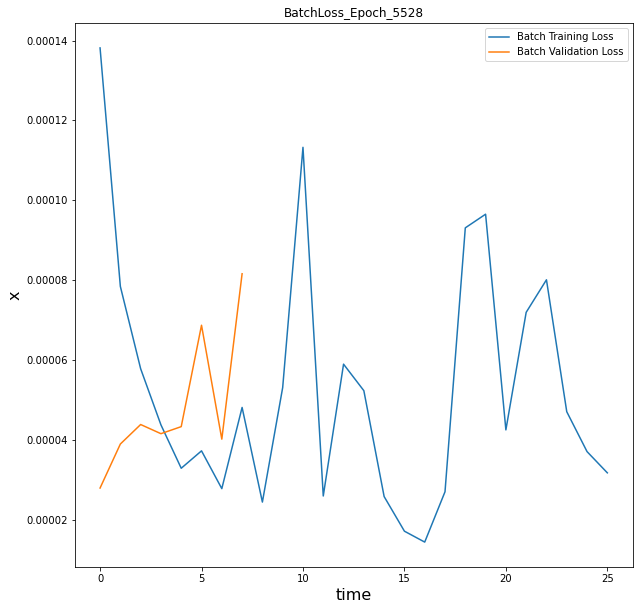 BatchLoss_Epoch_5528
Batch Training Loss
Batch Validation Loss
0.00014
0.00012
0.00010
0.00008
0.00006
0.00004
0.00002
x
0 5 10 15 20 25
time